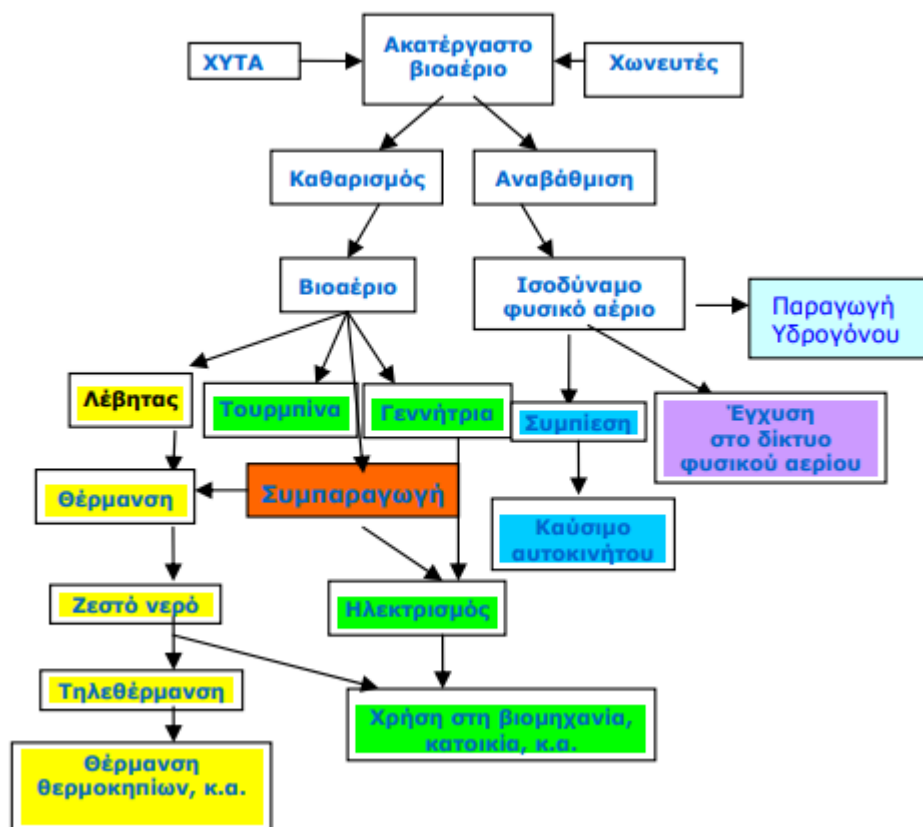 ΧΥΤΑ
Ακατέργαστο
βιοαέριο
Χωνευτές
Καθαρισμός
Αναβάθμιση
Βιοαέριο
Ισοδύναμο
φυσικό αέριο
Παραγωγή
Υδρογόνου
Λέβητας
Τουρμπίνα
Γεννήτρια
Συμπίεση
Έγχυση
στο δίκτυο
φυσικού αερίου
Θέρμανση
Συμπαραγωγή
Καύσιμο
αυτοκινήτου
Ζεστό νερό
Ηλεκτρισμός
Τηλεθέρμανση
Χρήση στη βιομηχανία,
κατοικία, κ.α.
Θέρμανση
θερμοκηπίων, κ.α.